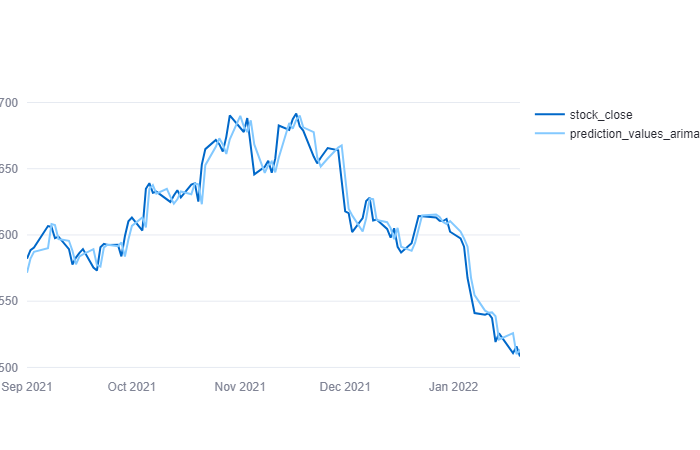 700
650
600
550
500
Sep 2021
Oct 2021
Nov 2021
Dec 2021
Jan 2022
stock_close
prediction_values_arima